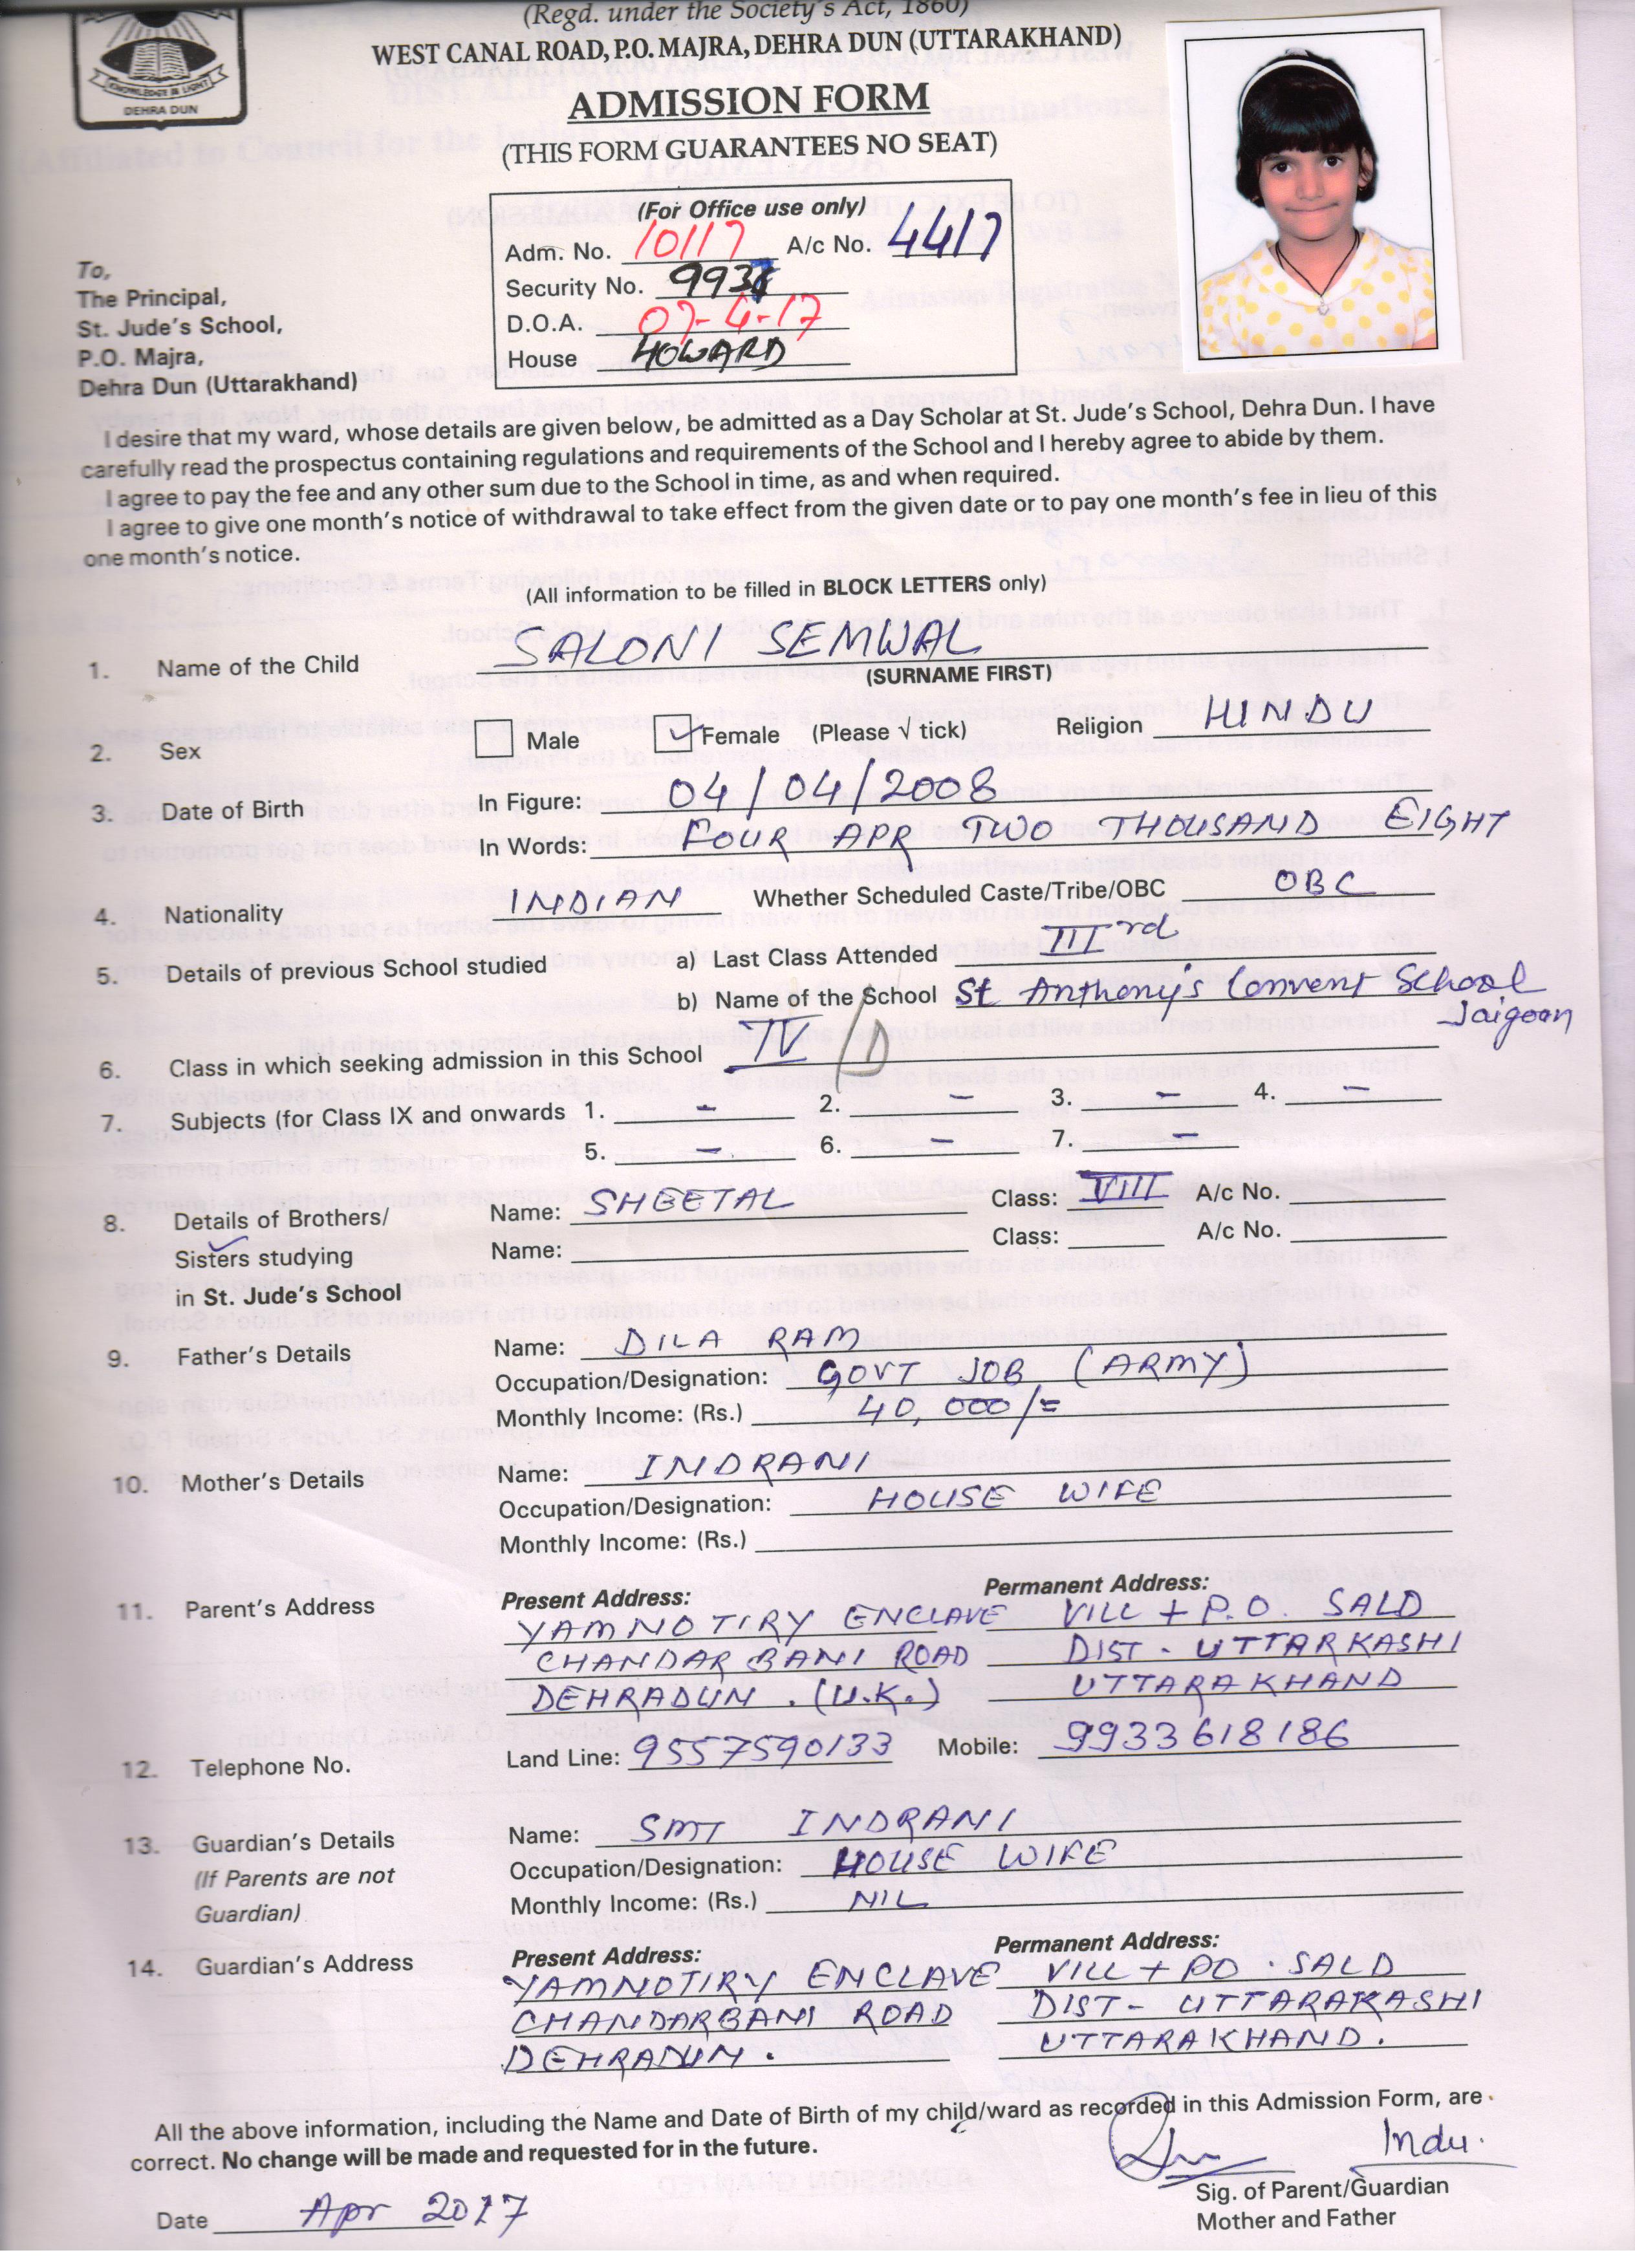 (Regd. under the Society's Act, 1860)
WEST CANAL ROAD, P.O. MAJRA, DEHRA DUN (UTTARAKHAND)
KNOWLEDGE IS LIGHT
DEHRA DUN
ADMISSION FORM
(THIS FORM GUARANTEES NO SEAT)
(For Office use only)
Adm. No. 10117 A/c No. 4417
Security No.
D.O.A. 07-4-17
House HOWARD
To,
The Principal,
St. Jude's School,
P.O. Majra,
Dehra Dun (Uttarakhand)
I desire that my ward, whose details are given below, be admitted as a Day Scholar at St. Jude's School, Dehra Dun. I have
carefully read the prospectus containing regulations and requirements of the School and I hereby agree to abide by them.
I agree to pay the fee and any other sum due to the School in time, as and when required.
I agree to give one month's notice of withdrawal to take effect from the given date or to pay one month's fee in lieu of this
one month's notice.
(All information to be filled in BLOCK LETTERS only)
1. Name of the Child SALONI SEMWAL
(SURNAME FIRST)
2. Sex Male Female (Please √ tick) Religion HINDU
3. Date of Birth In Figure: 04/04/2008
In Words: FOUR APR TWO THOUSAND EIGHT
4. Nationality INDIAN Whether Scheduled Caste/Tribe/OBC OBC
5. Details of previous School studied a) Last Class Attended IIIrd
b) Name of the School St Anthony's Convent School
Jaigaon
6. Class in which seeking admission in this School IV /D
7. Subjects (for Class IX and onwards 1. - 2. - 3. - 4. -
5. - 6. - 7. -
8. Details of Brothers/ Name: SHEETAL Class: VIII A/c No.
Sisters studying Name: Class: A/c No.
in St. Jude's School
9. Father's Details Name: DILA RAM
Occupation/Designation: GOVT JOB (ARMY)
Monthly Income: (Rs.) 40,000/=
10. Mother's Details Name: INDRANI
Occupation/Designation: HOUSE WIFE
Monthly Income: (Rs.)
11. Parent's Address Present Address: Permanent Address:
YAMNOTIRY ENCLAVE VILL + P.O. SALD
CHANDARBANI ROAD DIST - UTTARKASHI
DEHRADUN . (U.K.) UTTARAKHAND
12. Telephone No. Land Line: 9557590133 Mobile: 9933618186
13. Guardian's Details Name: SMT INDRANI
(If Parents are not Occupation/Designation: HOUSE WIFE
Guardian) Monthly Income: (Rs.) NIL
14. Guardian's Address Present Address: Permanent Address:
YAMNOTIRY ENCLAVE VILL + PO . SALD
CHANDARBANI ROAD DIST - UTTARAKASHI
DEHRADUN . UTTARAKHAND.
All the above information, including the Name and Date of Birth of my child/ward as recorded in this Admission Form, are
correct. No change will be made and requested for in the future.
Indu.
Sig. of Parent/Guardian
Date Apr 2017 Mother and Father